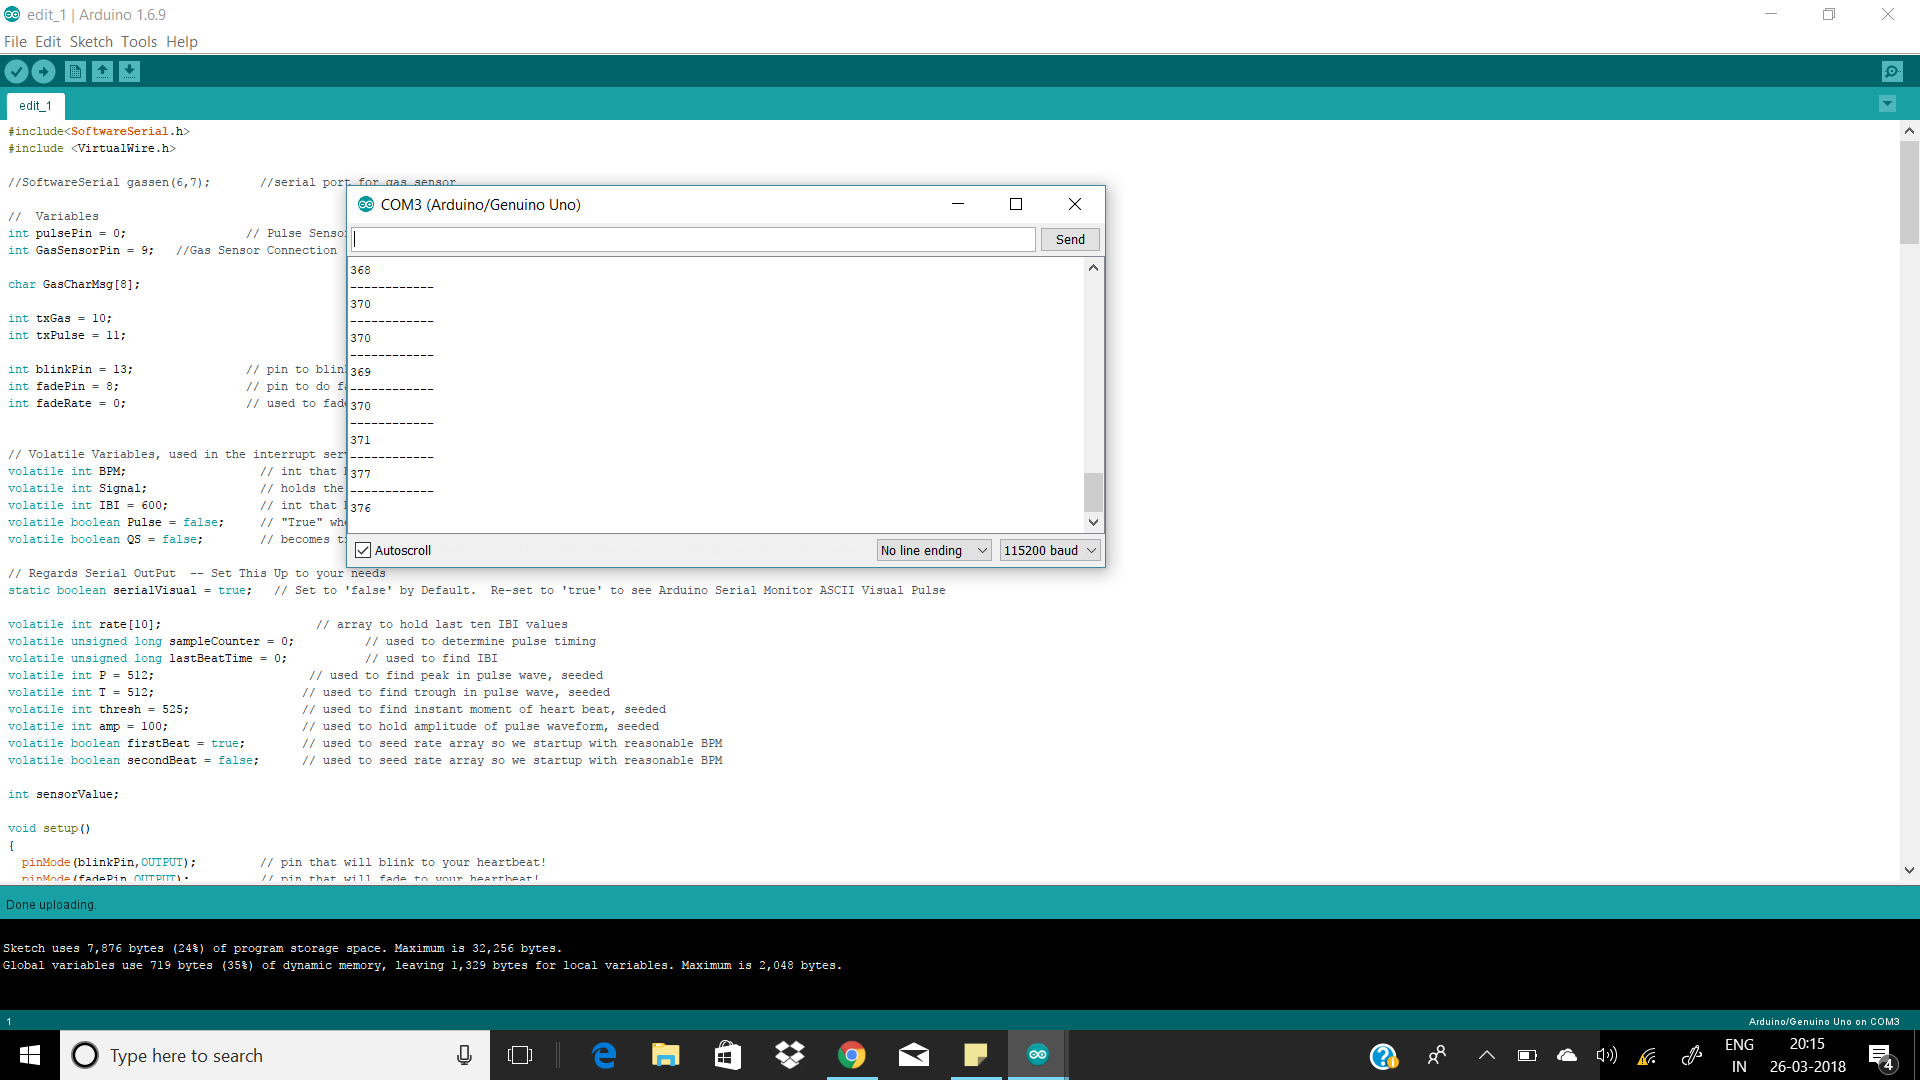 edit_1 | Arduino 1.6.9
File Edit Sketch Tools Help
edit_1
#include<SoftwareSerial.h>
#include <VirtualWire.h>
//SoftwareSerial gassen(6,7);       //serial port for gas sensor
//  Variables
int pulsePin = 0;                 // Pulse Senso
int GasSensorPin = 9;   //Gas Sensor Connection
char GasCharMsg[8];
int txGas = 10;
int txPulse = 11;
int blinkPin = 13;                // pin to blin
int fadePin = 8;                  // pin to do fa
int fadeRate = 0;                 // used to fade
// Volatile Variables, used in the interrupt ser
volatile int BPM;                   // int that
volatile int Signal;                // holds the
volatile int IBI = 600;             // int that
volatile boolean Pulse = false;     // "True" whe
volatile boolean QS = false;        // becomes t
// Regards Serial OutPut  -- Set This Up to your needs
static boolean serialVisual = true;   // Set to 'false' by Default.  Re-set to 'true' to see Arduino Serial Monitor ASCII Visual Pulse
volatile int rate[10];                      // array to hold last ten IBI values
volatile unsigned long sampleCounter = 0;          // used to determine pulse timing
volatile unsigned long lastBeatTime = 0;           // used to find IBI
volatile int P = 512;                      // used to find peak in pulse wave, seeded
volatile int T = 512;                     // used to find trough in pulse wave, seeded
volatile int thresh = 525;                // used to find instant moment of heart beat, seeded
volatile int amp = 100;                   // used to hold amplitude of pulse waveform, seeded
volatile boolean firstBeat = true;        // used to seed rate array so we startup with reasonable BPM
volatile boolean secondBeat = false;      // used to seed rate array so we startup with reasonable BPM
int sensorValue;
void setup()
{
pinMode(blinkPin,OUTPUT);         // pin that will blink to your heartbeat!
pinMode(fadePin,OUTPUT);          // pin that will fade to your heartbeat!
COM3 (Arduino/Genuino Uno)
Send
368
------------
370
------------
370
------------
369
------------
370
------------
371
------------
377
------------
376
Autoscroll
No line ending
115200 baud
Done uploading.
Sketch uses 7,876 bytes (24%) of program storage space. Maximum is 32,256 bytes.
Global variables use 719 bytes (35%) of dynamic memory, leaving 1,329 bytes for local variables. Maximum is 2,048 bytes.
1
Arduino/Genuino Uno on COM3
Type here to search
ENG
IN
20:15
26-03-2018
4